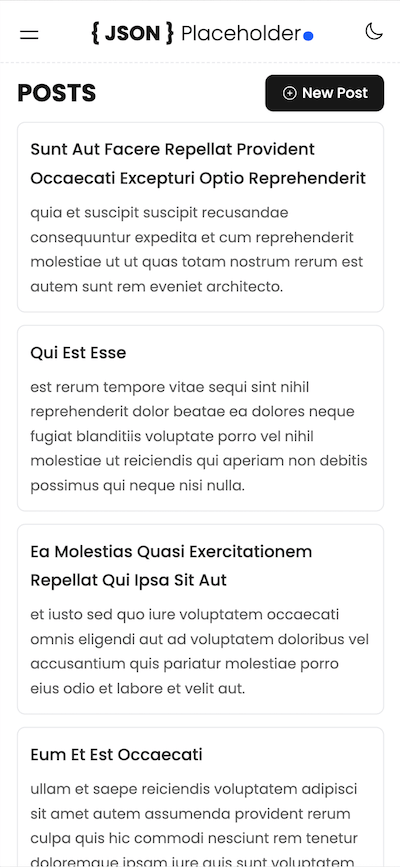 { JSON } Placeholder
POSTS
New Post
Sunt Aut Facere Repellat Provident
Occaecati Excepturi Optio Reprehenderit
quia et suscipit suscipit recusandae
consequuntur expedita et cum reprehenderit
molestiae ut ut quas totam nostrum rerum est
autem sunt rem eveniet architecto.
Qui Est Esse
est rerum tempore vitae sequi sint nihil
reprehenderit dolor beatae ea dolores neque
fugiat blanditiis voluptate porro vel nihil
molestiae ut reiciendis qui aperiam non debitis
possimus qui neque nisi nulla.
Ea Molestias Quasi Exercitationem
Repellat Qui Ipsa Sit Aut
et iusto sed quo iure voluptatem occaecati
omnis eligendi aut ad voluptatem doloribus vel
accusantium quis pariatur molestiae porro
eius odio et labore et velit aut.
Eum Et Est Occaecati
ullam et saepe reiciendis voluptatem adipisci
sit amet autem assumenda provident rerum
culpa quis hic commodi nesciunt rem tenetur
doloremque ipsam iure quis sunt voluptatem